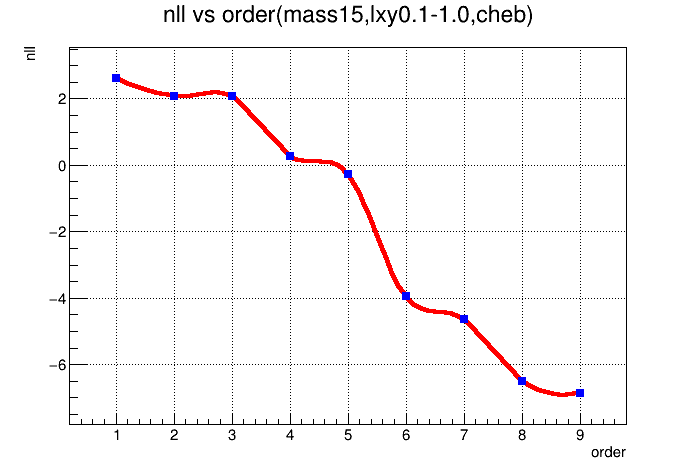 nll vs order(mass15,lxy0.1-1.0,cheb)
nll
2
0
−2
−4
−6
1 2 3 4 5 6 7 8 9
order